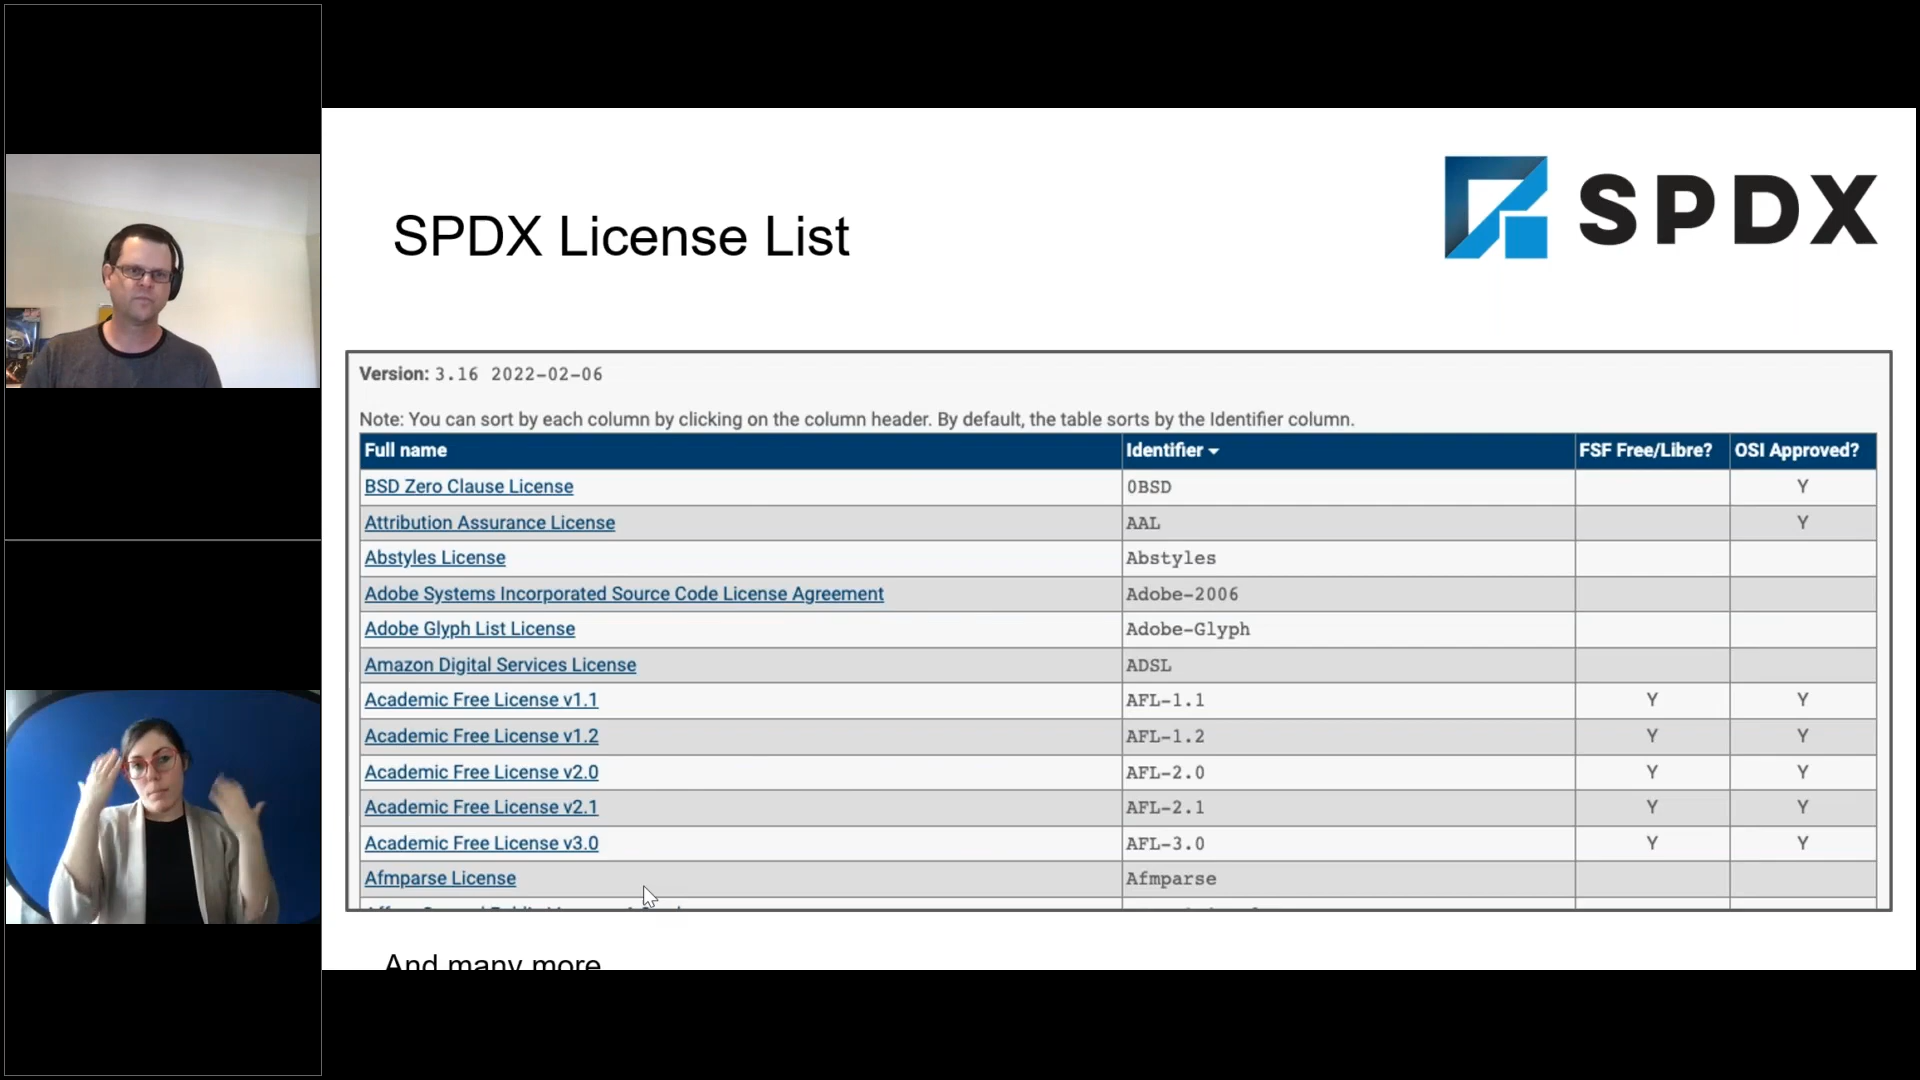 SPDX
SPDX License List
Version: 3.16 2022-02-06
Note: You can sort by each column by clicking on the column header. By default, the table sorts by the Identifier column.
Full name Identifier FSF Free/Libre? OSI Approved?
BSD Zero Clause License 0BSD Y
Attribution Assurance License AAL Y
Abstyles License Abstyles
Adobe Systems Incorporated Source Code License Agreement Adobe-2006
Adobe Glyph List License Adobe-Glyph
Amazon Digital Services License ADSL
Academic Free License v1.1 AFL-1.1 Y Y
Academic Free License v1.2 AFL-1.2 Y Y
Academic Free License v2.0 AFL-2.0 Y Y
Academic Free License v2.1 AFL-2.1 Y Y
Academic Free License v3.0 AFL-3.0 Y Y
Afmparse License Afmparse
And many more